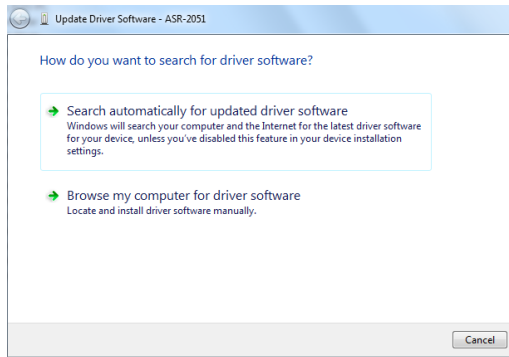 Update Driver Software - ASR-2051
How do you want to search for driver software?
Search automatically for updated driver software
Windows will search your computer and the Internet for the latest driver software
for your device, unless you've disabled this feature in your device installation
settings.
Browse my computer for driver software
Locate and install driver software manually.
Cancel